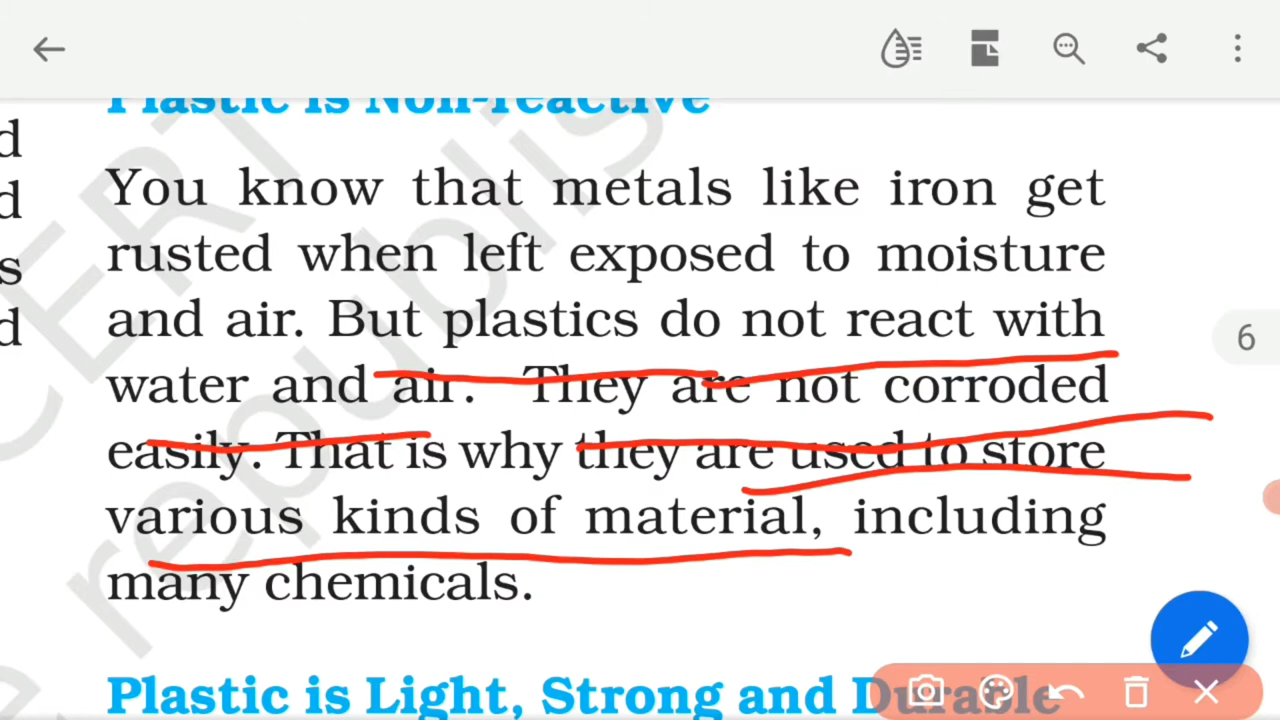 Plastic is Non-reactive
d
You know that metals like iron get
d
rusted when left exposed to moisture
s
and air. But plastics do not react with
d
6
water and air. They are not corroded
easily. That is why they are used to store
various kinds of material, including
many chemicals.
Plastic is Light, Strong and Durable